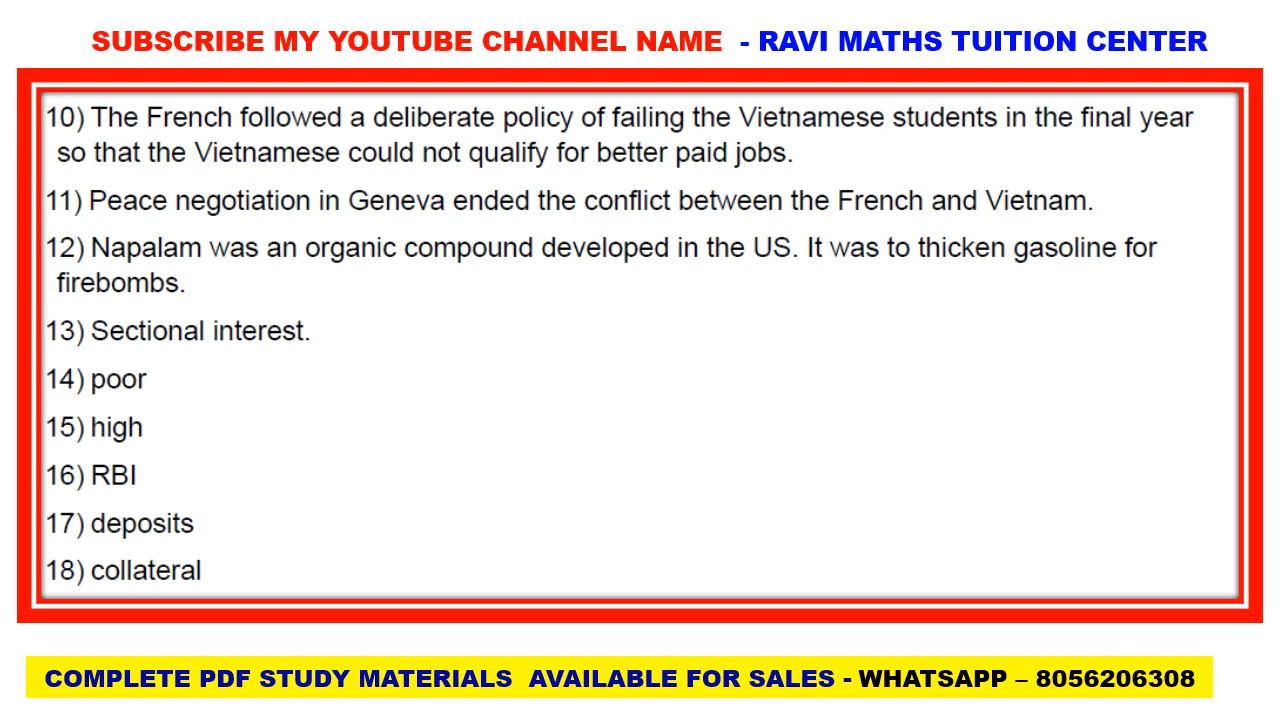 SUBSCRIBE MY YOUTUBE CHANNEL NAME - RAVI MATHS TUITION CENTER
10) The French followed a deliberate policy of failing the Vietnamese students in the final year
so that the Vietnamese could not qualify for better paid jobs.
11) Peace negotiation in Geneva ended the conflict between the French and Vietnam.
12) Napalam was an organic compound developed in the US. It was to thicken gasoline for
firebombs.
13) Sectional interest.
14) poor
15) high
16) RBI
17) deposits
18) collateral
COMPLETE PDF STUDY MATERIALS AVAILABLE FOR SALES - WHATSAPP – 8056206308